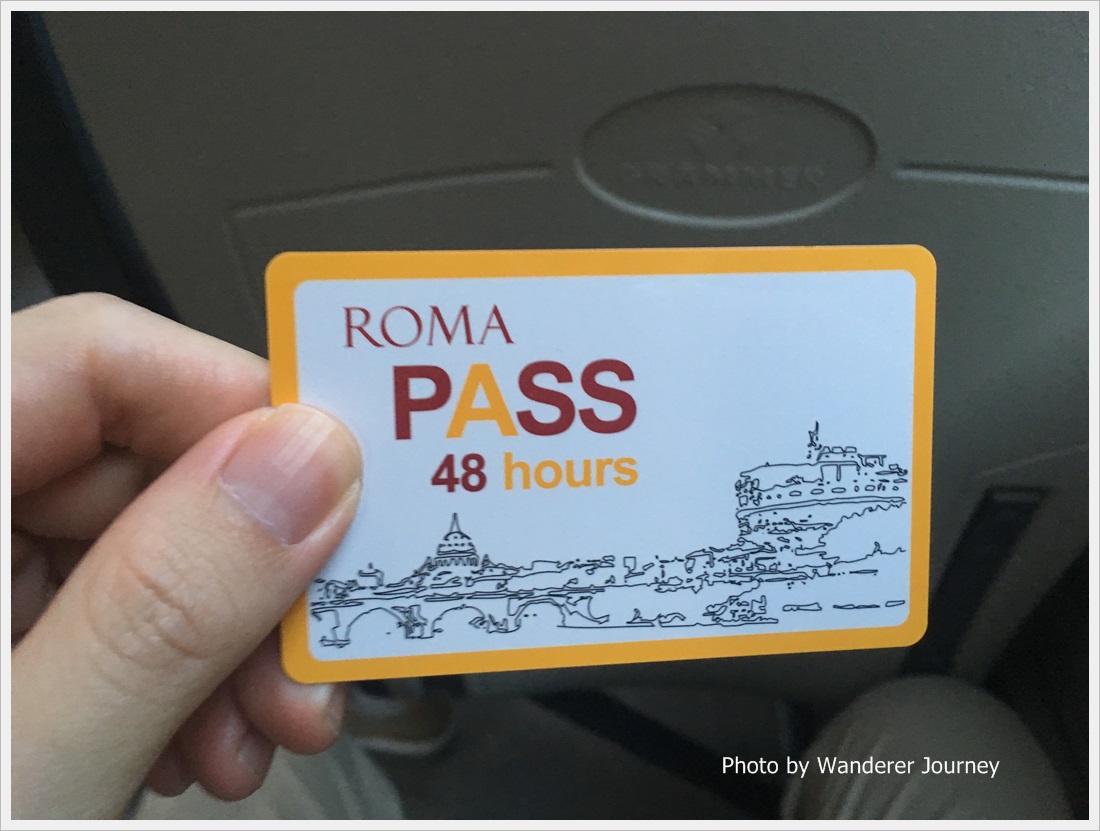 ROMA
PASS
48 hours
Photo by Wanderer Journey